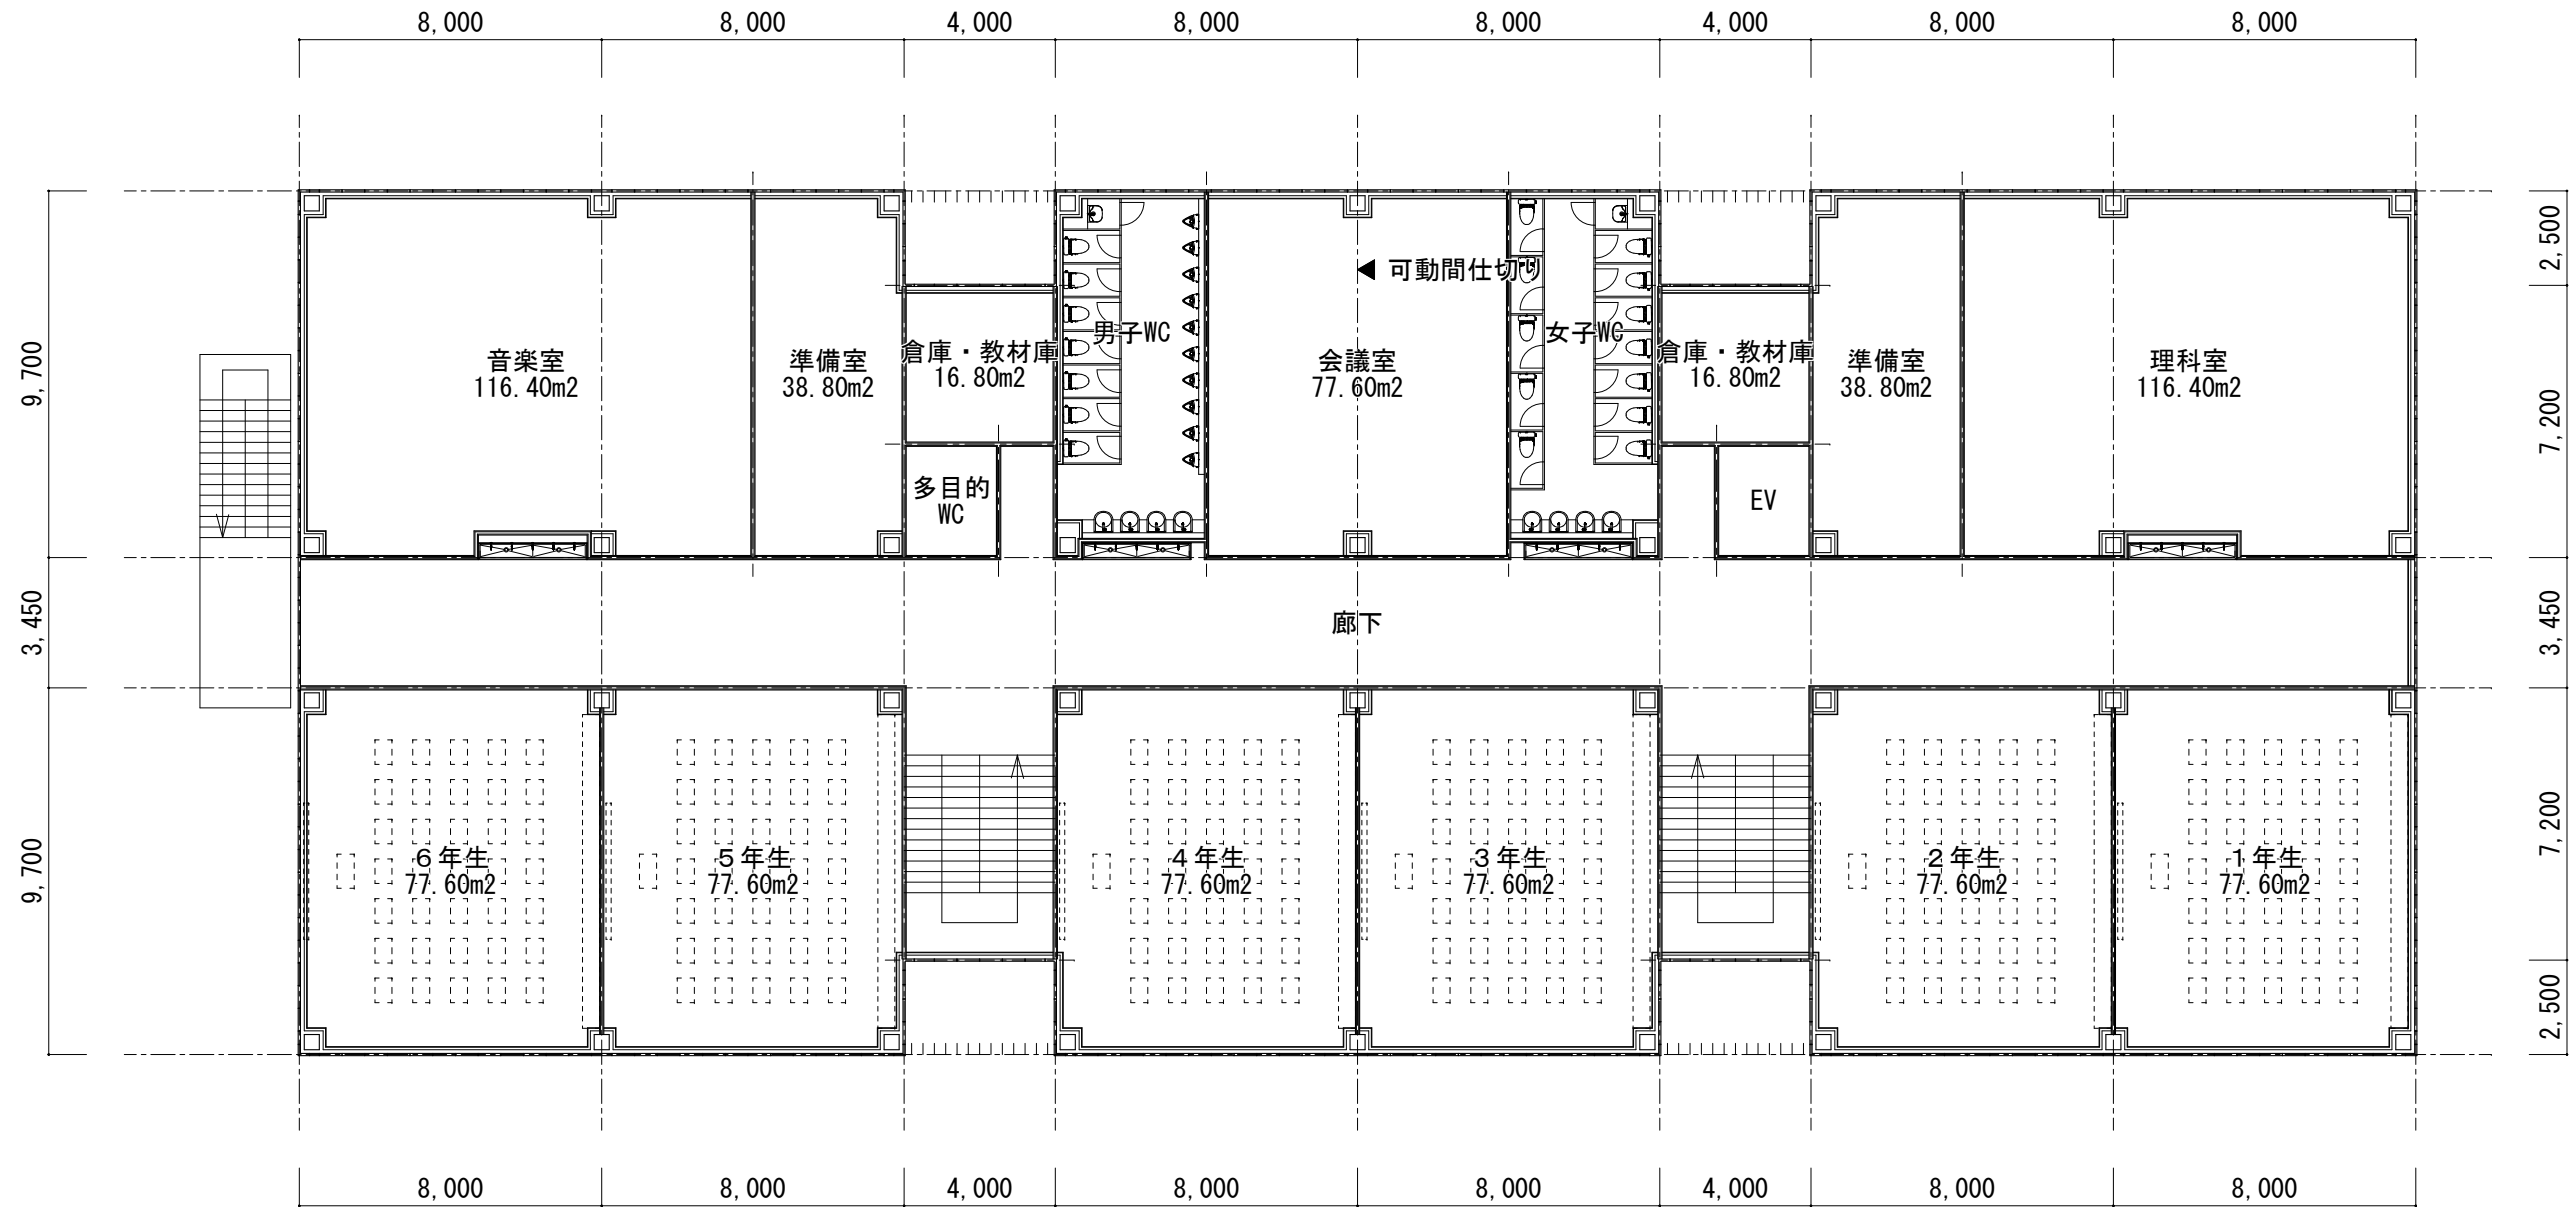 8,000
8,000
4,000
8,000
8,000
4,000
8,000
8,000
9,700
3,450
9,700
2,500
7,200
3,450
7,200
2,500
音楽室
116.40m2
準備室
38.80m2
倉庫・教材庫
16.80m2
多目的
WC
男子WC
会議室
77.60m2
可動間仕切り
女子WC
倉庫・教材庫
16.80m2
EV
準備室
38.80m2
理科室
116.40m2
廊下
6年生
77.60m2
5年生
77.60m2
4年生
77.60m2
3年生
77.60m2
2年生
77.60m2
1年生
77.60m2
8,000
8,000
4,000
8,000
8,000
4,000
8,000
8,000